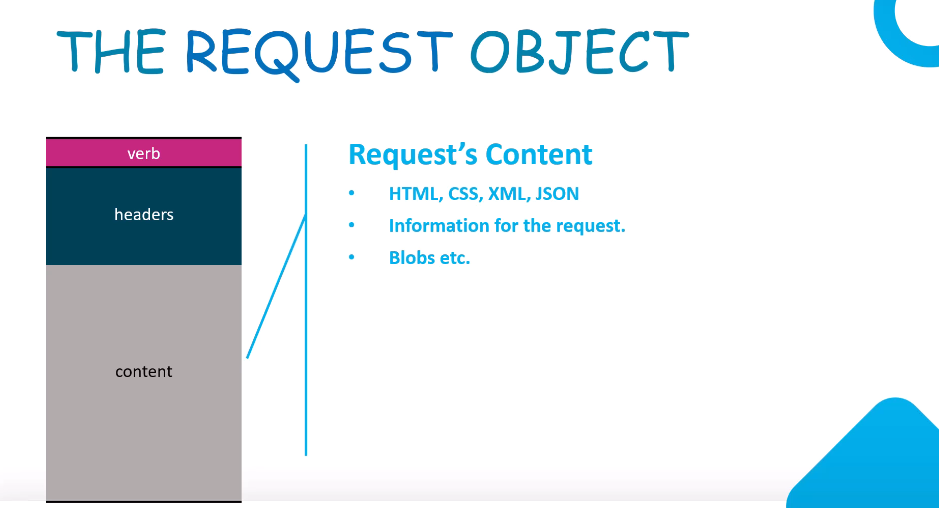 THE REQUEST OBJECT
verb
headers
content
Request's Content
• HTML, CSS, XML, JSON
• Information for the request.
• Blobs etc.